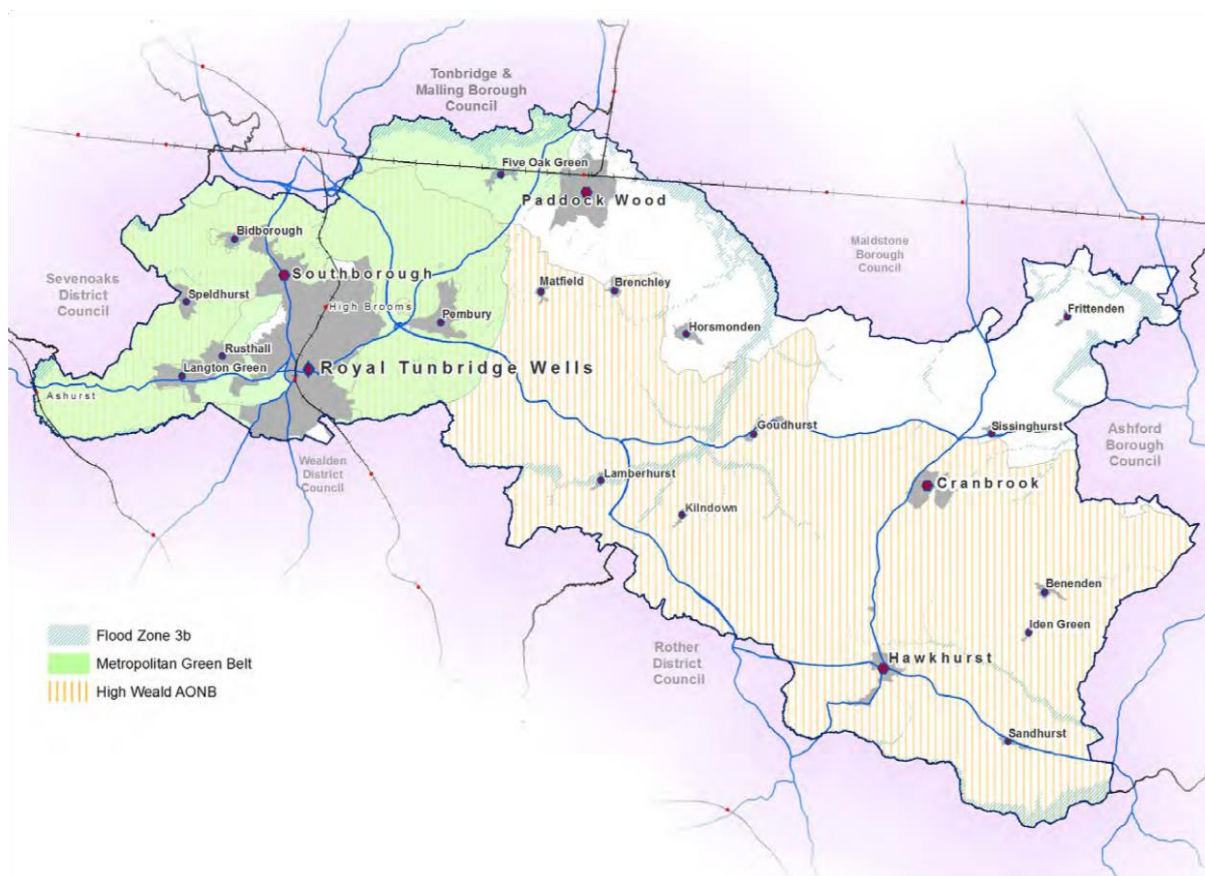 Tonbridge &
Malling Borough
Council
Five Oak Green
Paddock Wood
Bidborough
Maidstone
Borough
Council
Sevenoaks
District
Council
Southborough
Speldhurst
High Brooms
Matfield
Brenchley
Pembury
Frittenden
Horsmonden
Rusthall
Langton Green
Royal Tunbridge Wells
Ashurst
Goudhurst
Sissinghurst
Ashford
Borough
Council
Wealden
District
Council
Lamberhurst
Cranbrook
Kilndown
Benenden
Iden Green
Flood Zone 3b
Metropolitan Green Belt
High Weald AONB
Rother
District
Council
Hawkhurst
Sandhurst